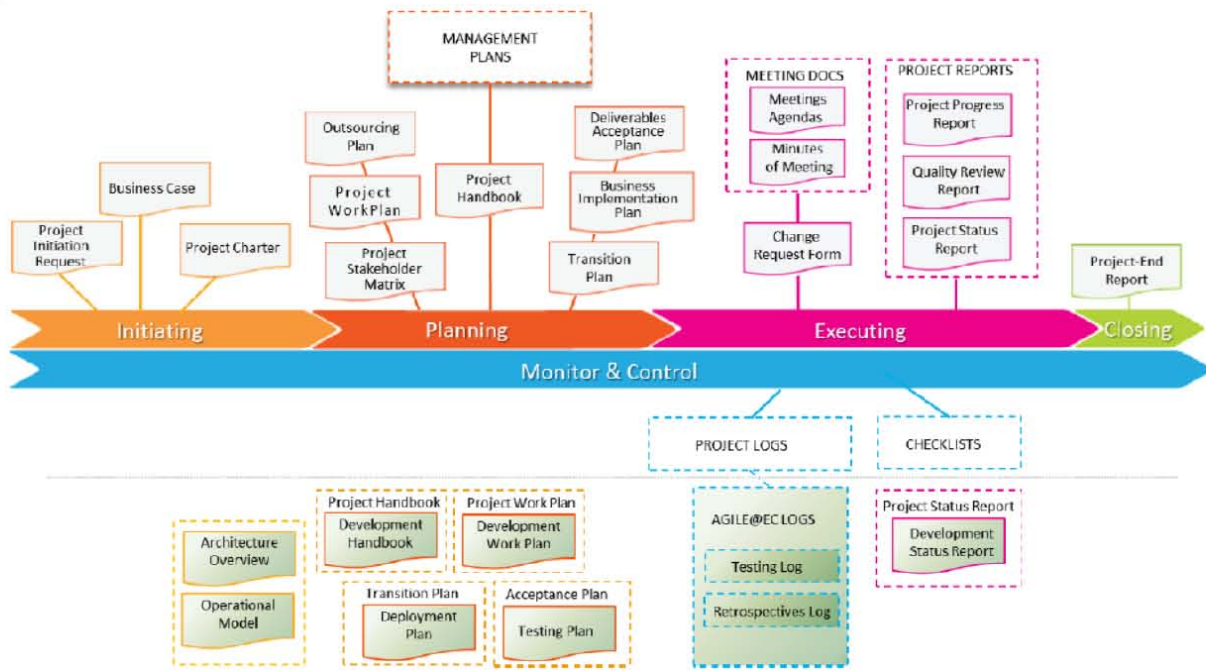 MANAGEMENT
PLANS
MEETING DOCS
Meetings
Agendas
Minutes
of Meeting
PROJECT REPORTS
Project Progress
Report
Quality Review
Report
Project Status
Report
Outsourcing
Plan
Project
WorkPlan
Project
Stakeholder
Matrix
Project
Handbook
Deliverables
Acceptance
Plan
Business
Implementation
Plan
Transition
Plan
Business Case
Project
Initiation
Request
Project Charter
Change
Request Form
Project-End
Report
Initiating
Planning
Executing
Closing
Monitor & Control
PROJECT LOGS
CHECKLISTS
Architecture
Overview
Operational
Model
Project Handbook
Development
Handbook
Project Work Plan
Development
Work Plan
Transition Plan
Deployment
Plan
Acceptance Plan
Testing Plan
AGILE@EC LOGS
Testing Log
Retrospectives Log
Project Status Report
Development
Status Report